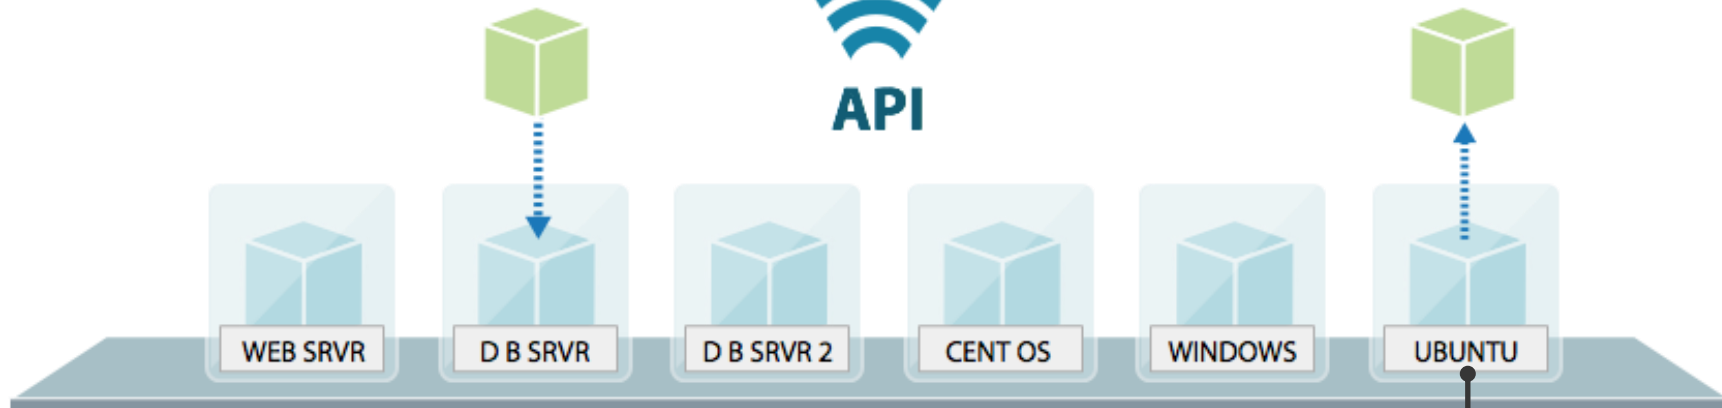 API
WEB SRVR
D B SRVR
D B SRVR 2
CENT OS
WINDOWS
UBUNTU